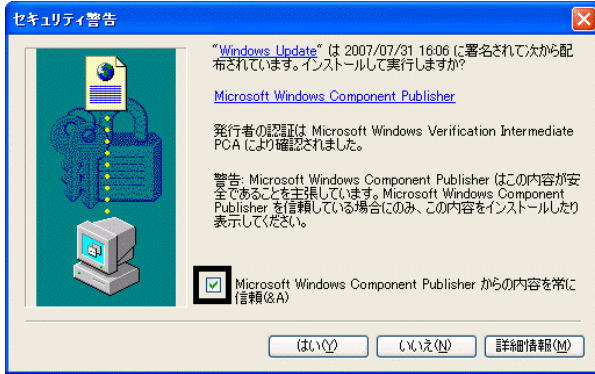 セキュリティ警告
"Windows Update" は 2007/07/31 16:06 に署名されて次から配
布されています。インストールして実行しますか?
Microsoft Windows Component Publisher
発行者の認証は Microsoft Windows Verification Intermediate
PCA により確認されました。
警告: Microsoft Windows Component Publisher はこの内容が安
全であることを主張しています。Microsoft Windows Component
Publisher を信頼している場合にのみ、この内容をインストールしたり
表示してください。
Microsoft Windows Component Publisher からの内容を常に
信頼(&A)
はい(Y) いいえ(N) 詳細情報(M)